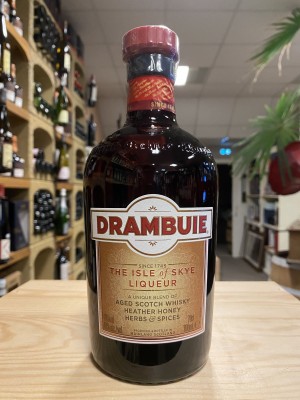 DRAMBUIE
SINCE 1745
THE ISLE of SKYE
LIQUEUR
A UNIQUE BLEND OF
AGED SCOTCH WHISKY
HEATHER HONEY
HERBS & SPICES